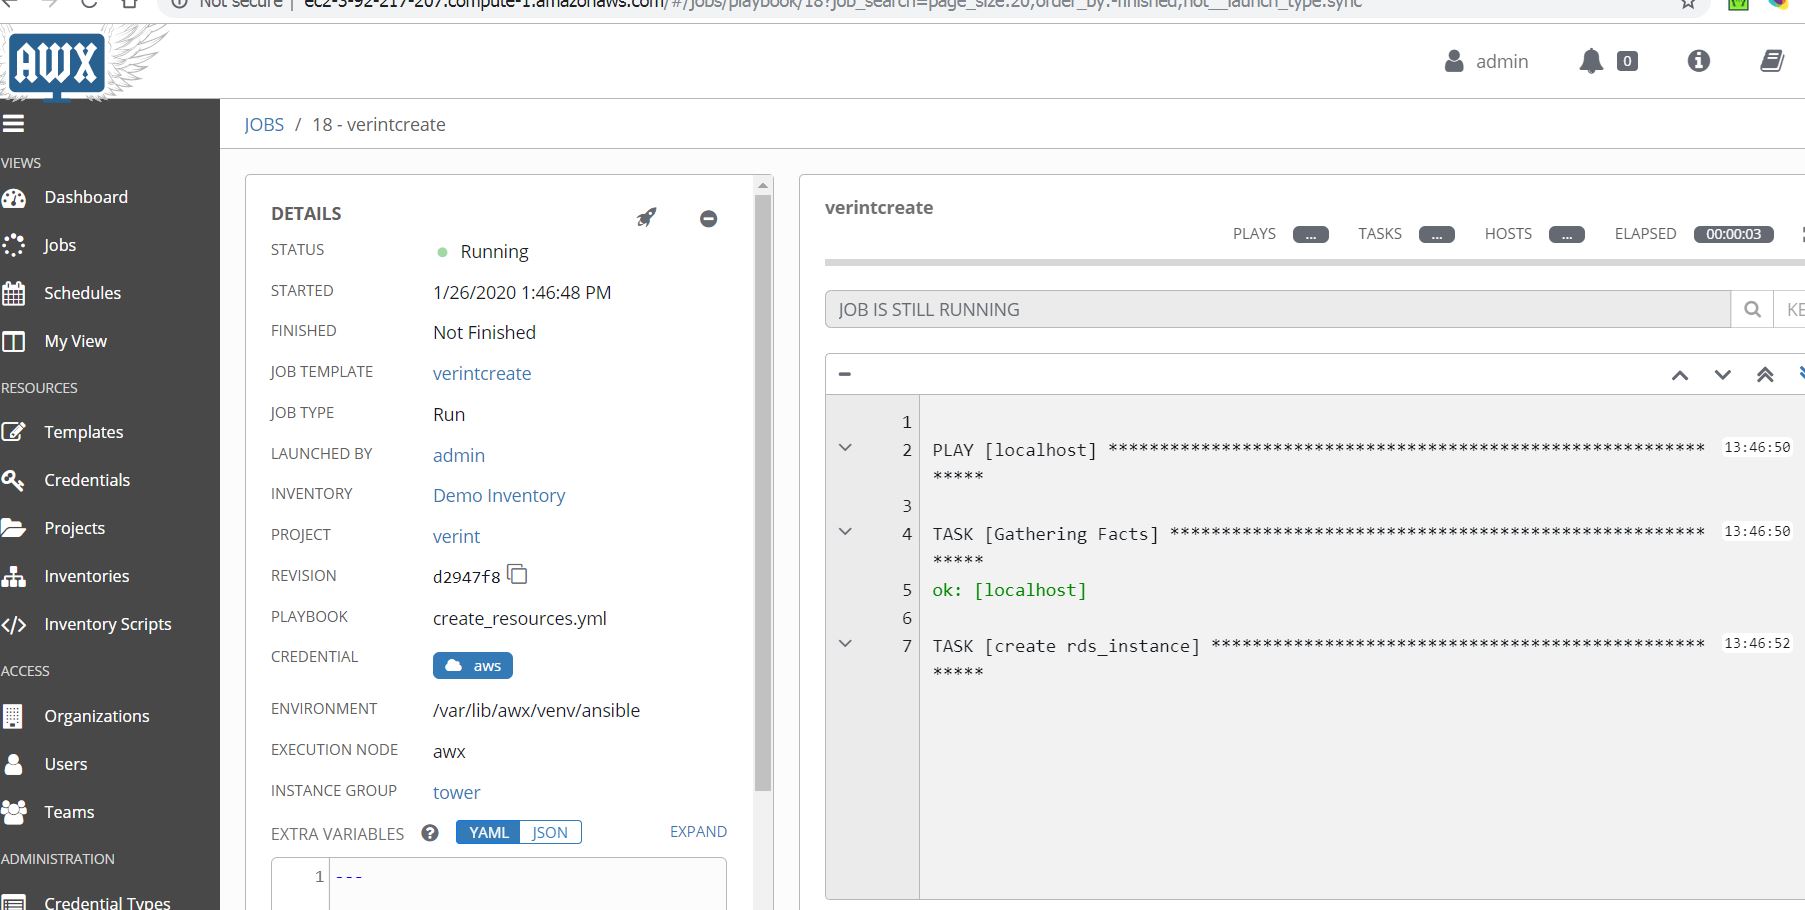 Not secure | ec2-3-92-217-207.compute-1.amazonaws.com/#/jobs/playbook/18?job_search=page_size:20;order_by:-finished;not__launch_type:sync
AWX
admin
0
VIEWS
Dashboard
Jobs
Schedules
My View
RESOURCES
Templates
Credentials
Projects
Inventories
Inventory Scripts
ACCESS
Organizations
Users
Teams
ADMINISTRATION
Credential Types
JOBS / 18 - verintcreate
DETAILS
STATUS Running
STARTED 1/26/2020 1:46:48 PM
FINISHED Not Finished
JOB TEMPLATE verintcreate
JOB TYPE Run
LAUNCHED BY admin
INVENTORY Demo Inventory
PROJECT verint
REVISION d2947f8
PLAYBOOK create_resources.yml
CREDENTIAL aws
ENVIRONMENT /var/lib/awx/venv/ansible
EXECUTION NODE awx
INSTANCE GROUP tower
EXTRA VARIABLES ? YAML JSON EXPAND
1 ---
verintcreate
PLAYS ... TASKS ... HOSTS ... ELAPSED 00:00:03
JOB IS STILL RUNNING KE
1
2 PLAY [localhost] ********************************************************** 13:46:50
*****
3
4 TASK [Gathering Facts] **************************************************** 13:46:50
*****
5 ok: [localhost]
6
7 TASK [create rds_instance] ************************************************ 13:46:52
*****